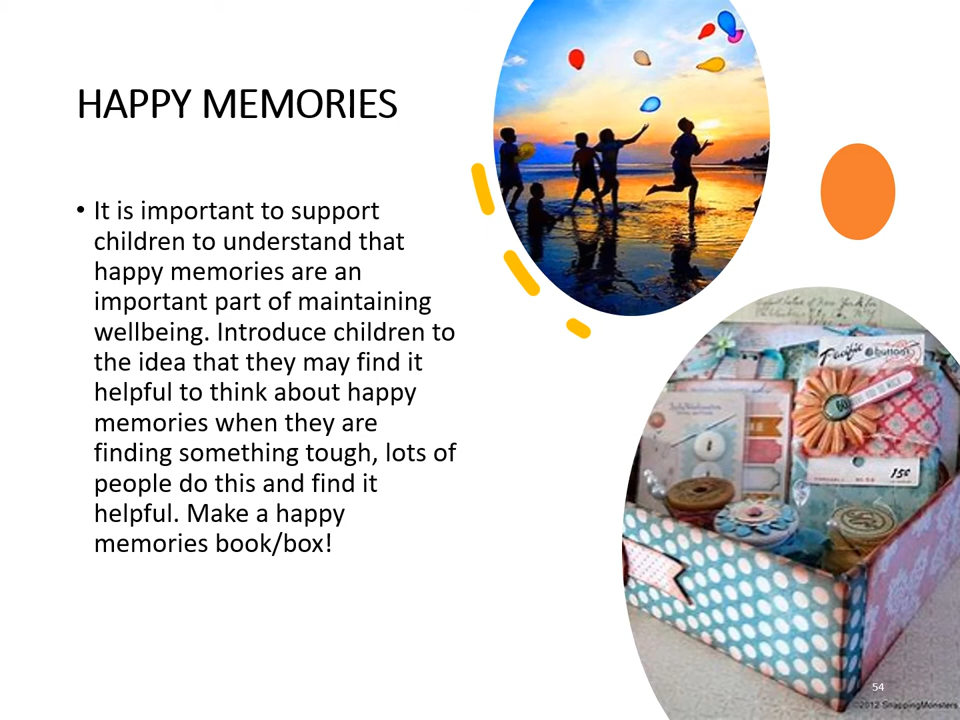 HAPPY MEMORIES
• It is important to support
children to understand that
happy memories are an
important part of maintaining
wellbeing. Introduce children to
the idea that they may find it
helpful to think about happy
memories when they are
finding something tough, lots of
people do this and find it
helpful. Make a happy
memories book/box!
Pacific
buttons
15¢
54
©2012 SnappingMonsters